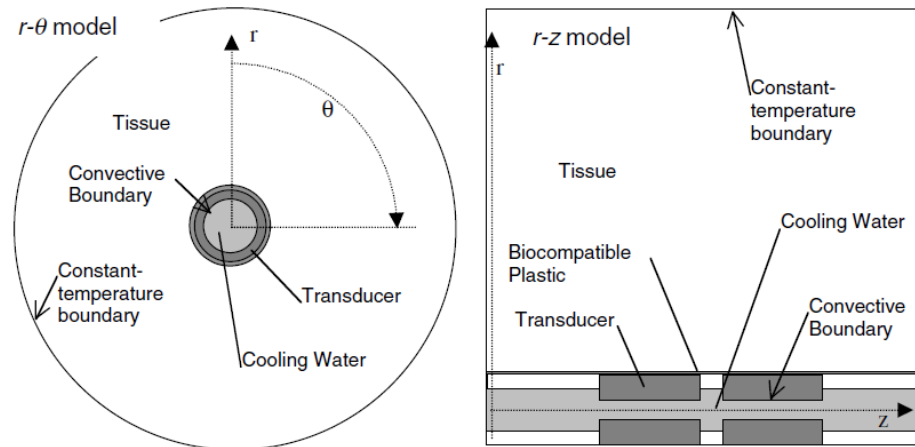 r-θ model
r
θ
Tissue
Convective
Boundary
Constant-
temperature
boundary
Transducer
Cooling Water
r-z model
r
Constant-
temperature
boundary
Tissue
Cooling Water
Biocompatible
Plastic
Transducer
Convective
Boundary
z